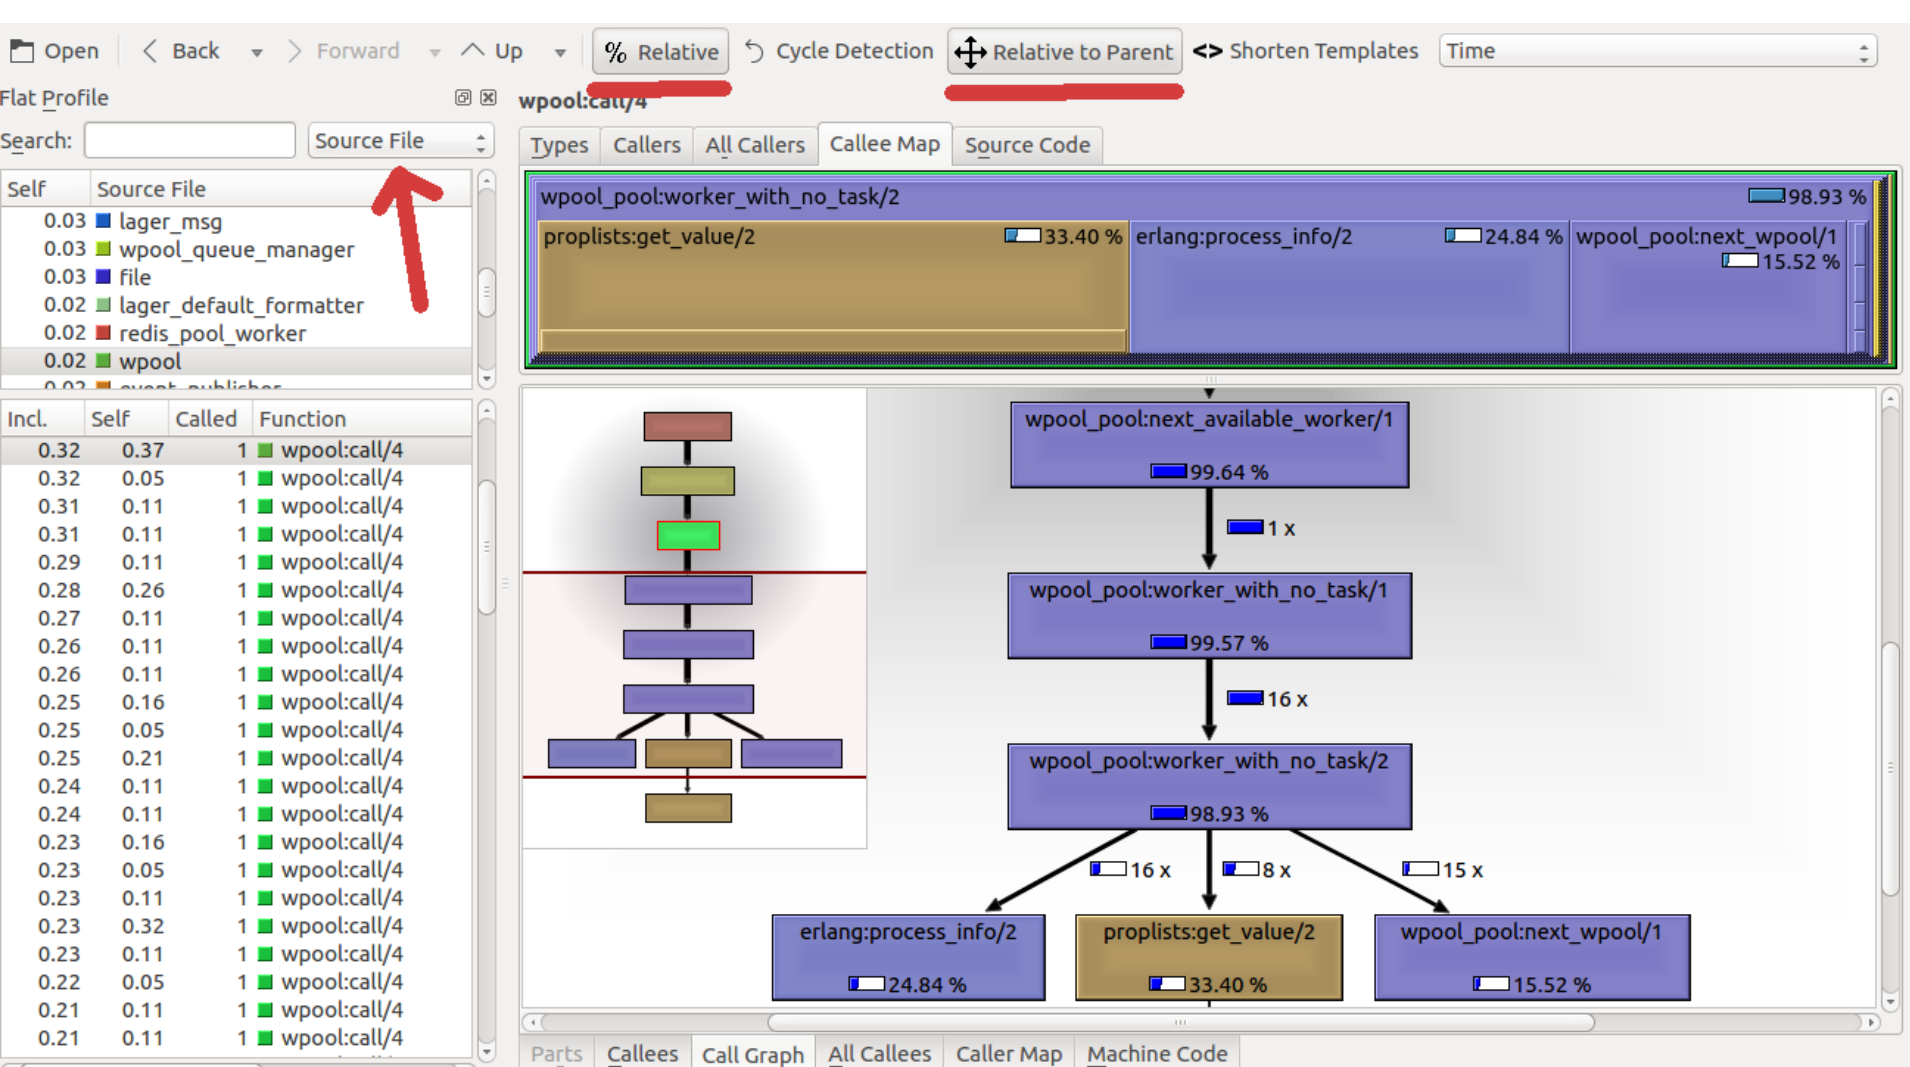 Open Back Forward Up % Relative Cycle Detection Relative to Parent <> Shorten Templates Time
Flat Profile
Search: Source File
Self Source File
0.03 lager_msg
0.03 wpool_queue_manager
0.03 file
0.02 lager_default_formatter
0.02 redis_pool_worker
0.02 wpool
0.02 event_publisher
Incl. Self Called Function
0.32 0.37 1 wpool:call/4
0.32 0.05 1 wpool:call/4
0.31 0.11 1 wpool:call/4
0.31 0.11 1 wpool:call/4
0.29 0.11 1 wpool:call/4
0.28 0.26 1 wpool:call/4
0.27 0.11 1 wpool:call/4
0.26 0.11 1 wpool:call/4
0.26 0.11 1 wpool:call/4
0.25 0.16 1 wpool:call/4
0.25 0.05 1 wpool:call/4
0.25 0.21 1 wpool:call/4
0.24 0.11 1 wpool:call/4
0.24 0.11 1 wpool:call/4
0.23 0.16 1 wpool:call/4
0.23 0.05 1 wpool:call/4
0.23 0.11 1 wpool:call/4
0.23 0.32 1 wpool:call/4
0.23 0.11 1 wpool:call/4
0.22 0.05 1 wpool:call/4
0.21 0.11 1 wpool:call/4
0.21 0.11 1 wpool:call/4
wpool:call/4
Types Callers All Callers Callee Map Source Code
wpool_pool:worker_with_no_task/2 98.93 %
proplists:get_value/2 33.40 % erlang:process_info/2 24.84 % wpool_pool:next_wpool/1
15.52 %
wpool_pool:next_available_worker/1
99.64 %
1 x
wpool_pool:worker_with_no_task/1
99.57 %
16 x
wpool_pool:worker_with_no_task/2
98.93 %
16 x 8 x 15 x
erlang:process_info/2 proplists:get_value/2 wpool_pool:next_wpool/1
24.84 % 33.40 % 15.52 %
Parts Callees Call Graph All Callees Caller Map Machine Code